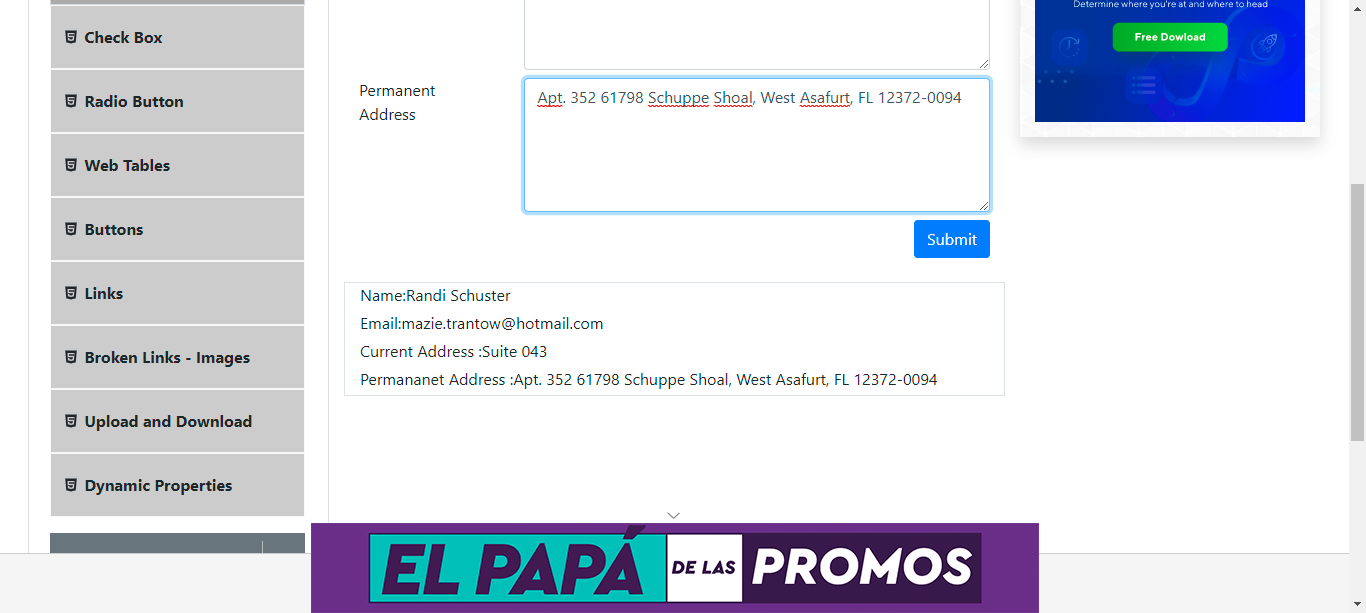 Check Box
Radio Button
Web Tables
Buttons
Links
Broken Links - Images
Upload and Download
Dynamic Properties
Permanent
Address
Apt. 352 61798 Schuppe Shoal, West Asafurt, FL 12372-0094
Submit
Name:Randi Schuster
Email:mazie.trantow@hotmail.com
Current Address :Suite 043
Permananet Address :Apt. 352 61798 Schuppe Shoal, West Asafurt, FL 12372-0094
Determine where you're at and where to head
Free Dowload
EL PAPÁ DE LAS PROMOS